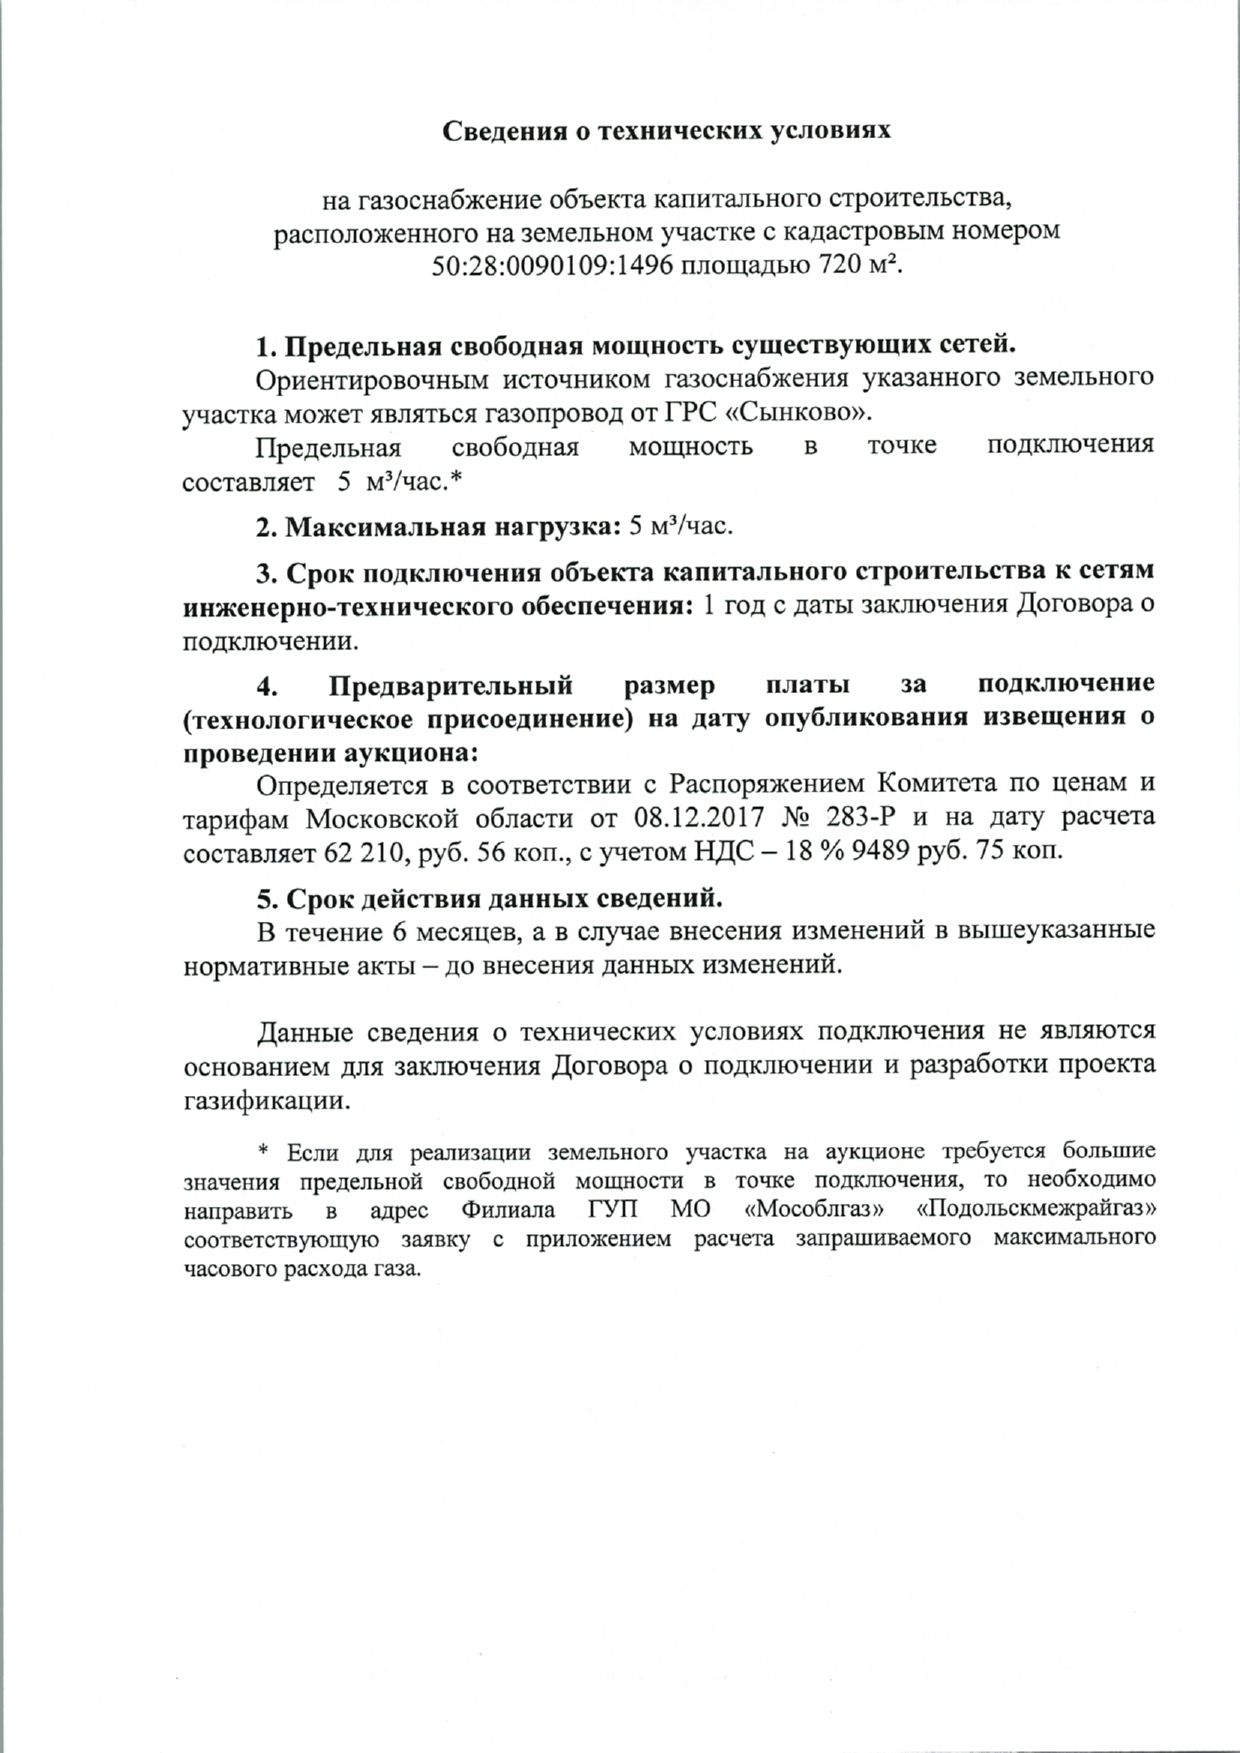 Сведения о технических условиях
на газоснабжение объекта капитального строительства,
расположенного на земельном участке с кадастровым номером
50:28:0090109:1496 площадью 720 м².
1. Предельная свободная мощность существующих сетей.
Ориентировочным источником газоснабжения указанного земельного
участка может являться газопровод от ГРС «Сынково».
Предельная свободная мощность в точке подключения
составляет 5 м³/час.*
2. Максимальная нагрузка: 5 м³/час.
3. Срок подключения объекта капитального строительства к сетям
инженерно-технического обеспечения: 1 год с даты заключения Договора о
подключении.
4. Предварительный размер платы за подключение
(технологическое присоединение) на дату опубликования извещения о
проведении аукциона:
Определяется в соответствии с Распоряжением Комитета по ценам и
тарифам Московской области от 08.12.2017 № 283-Р и на дату расчета
составляет 62 210, руб. 56 коп., с учетом НДС – 18 % 9489 руб. 75 коп.
5. Срок действия данных сведений.
В течение 6 месяцев, а в случае внесения изменений в вышеуказанные
нормативные акты – до внесения данных изменений.
Данные сведения о технических условиях подключения не являются
основанием для заключения Договора о подключении и разработки проекта
газификации.
* Если для реализации земельного участка на аукционе требуется большие
значения предельной свободной мощности в точке подключения, то необходимо
направить в адрес Филиала ГУП МО «Мособлгаз» «Подольскмежрайгаз»
соответствующую заявку с приложением расчета запрашиваемого максимального
часового расхода газа.